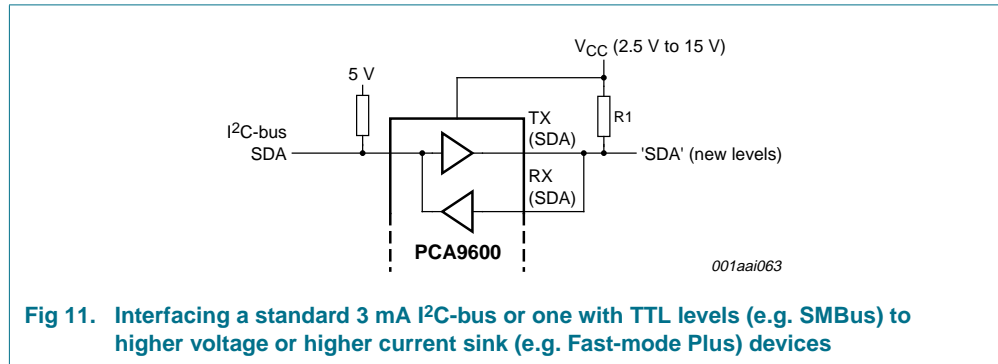 VCC (2.5 V to 15 V)
5 V
TX
(SDA)
R1
I2C-bus
SDA
'SDA' (new levels)
RX
(SDA)
PCA9600
001aai063
Fig 11. Interfacing a standard 3 mA I2C-bus or one with TTL levels (e.g. SMBus) to
higher voltage or higher current sink (e.g. Fast-mode Plus) devices